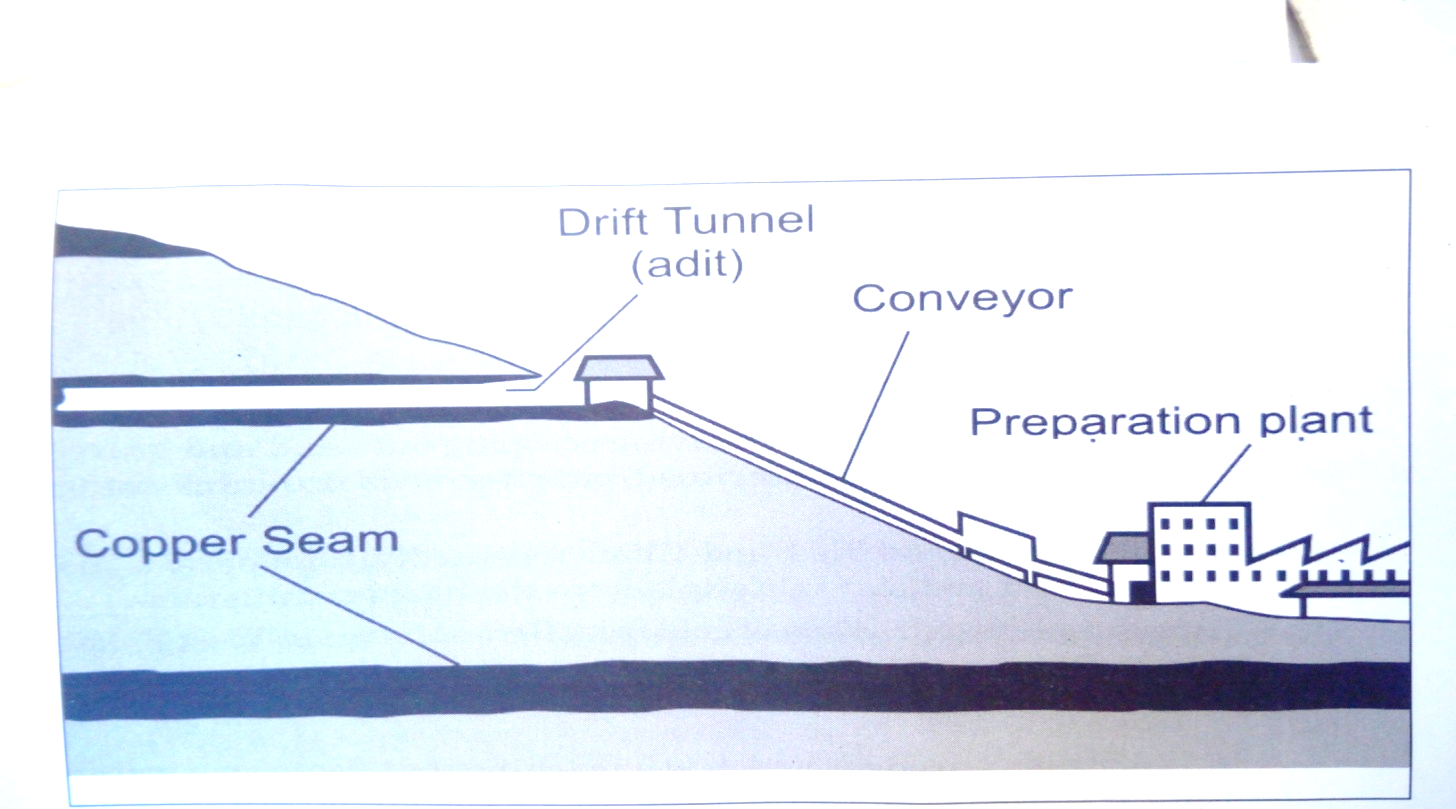 Drift Tunnel
(adit)
Conveyor
Preparation plant
Copper Seam